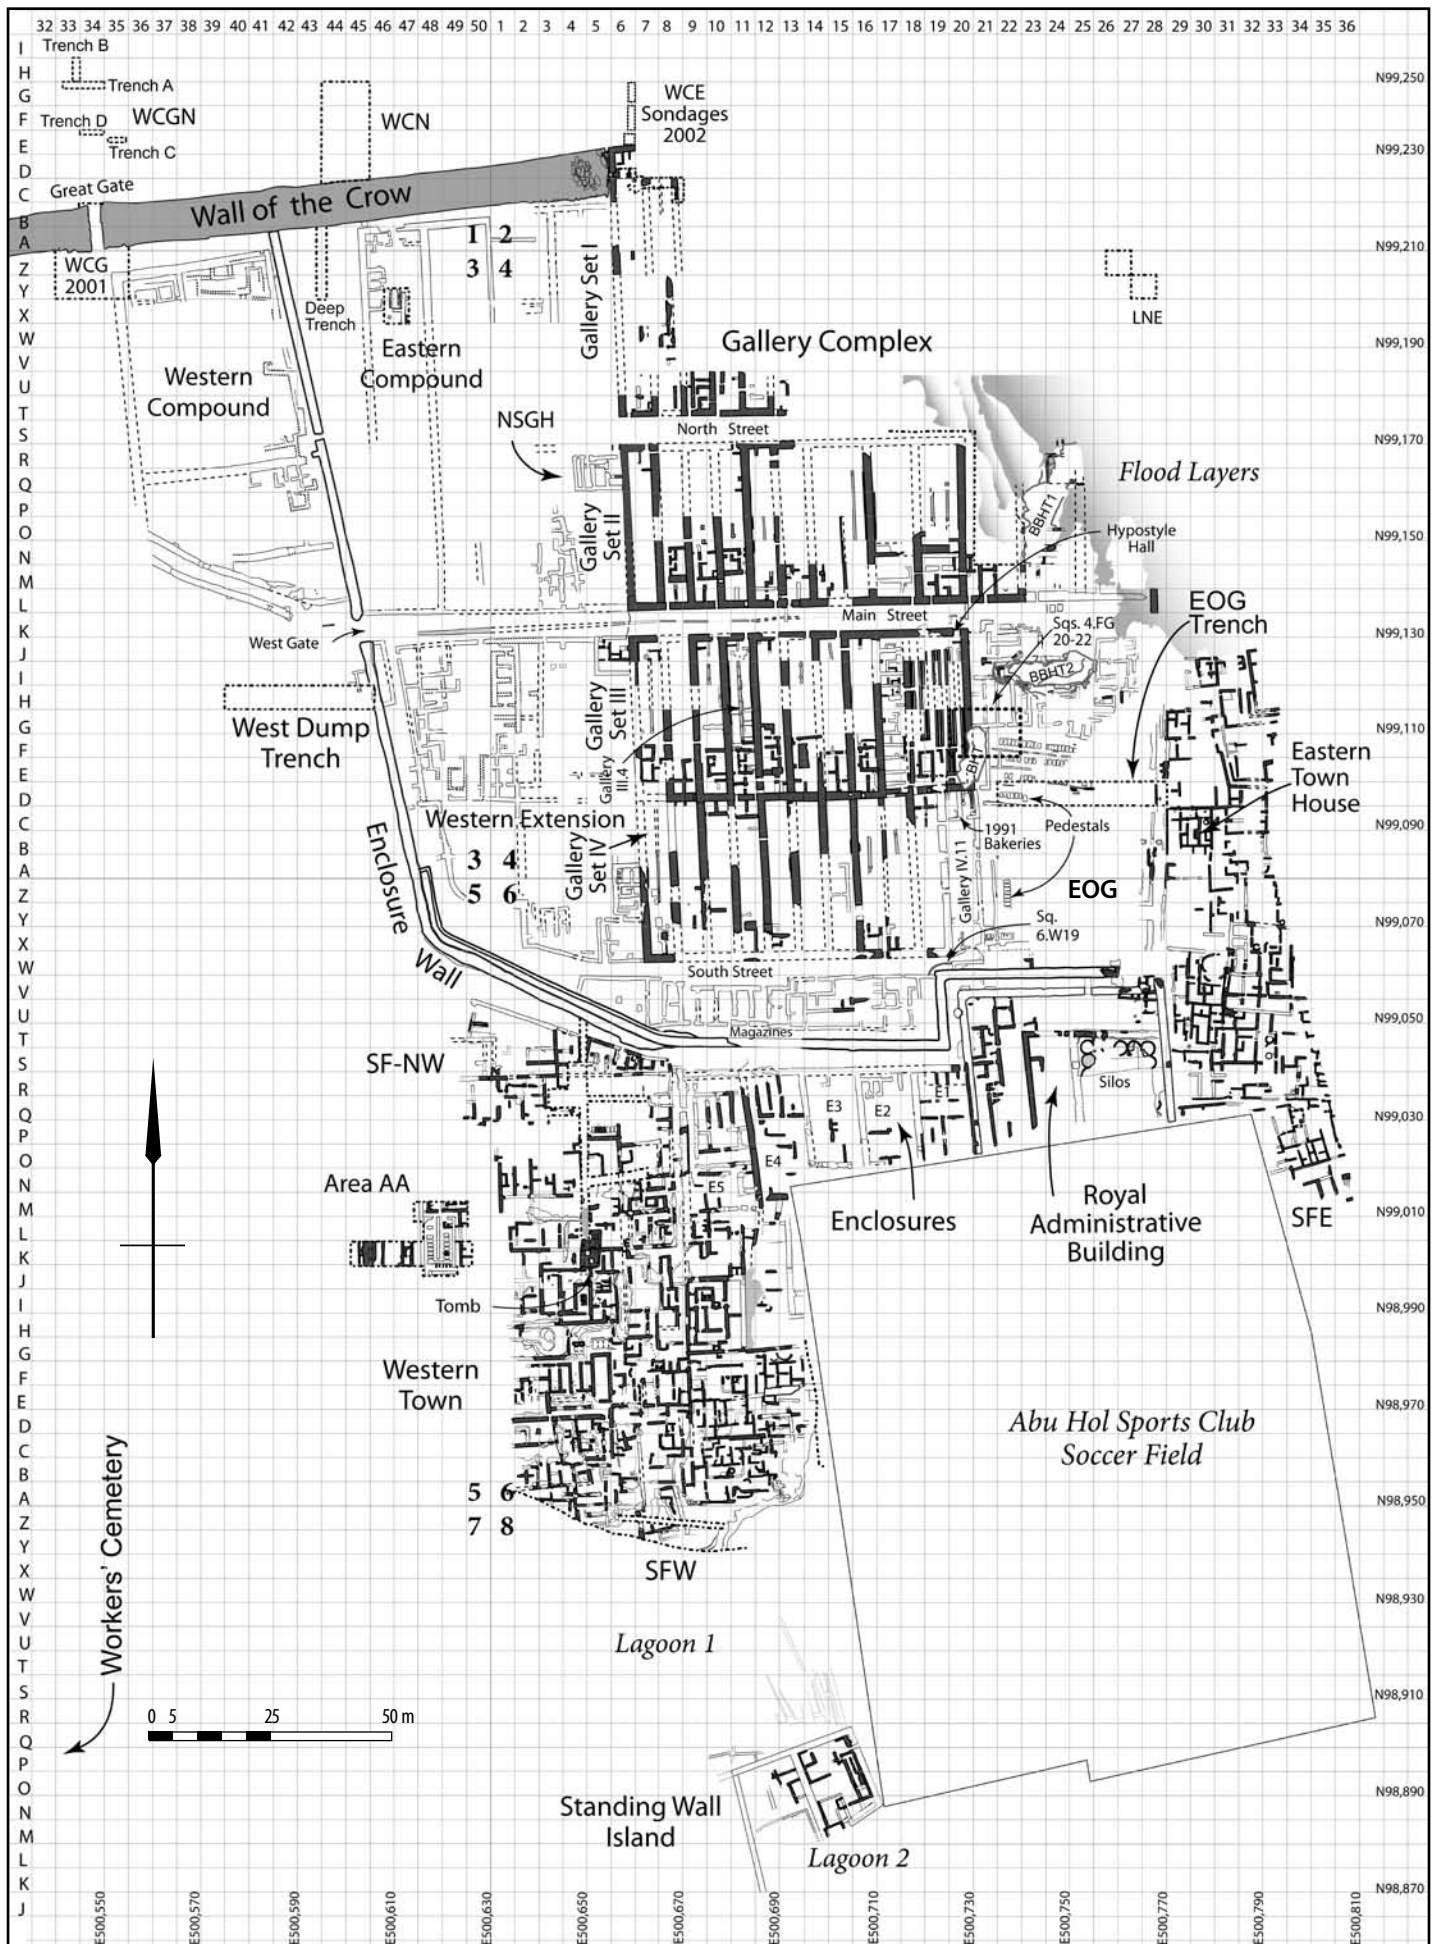 32 33 34 35 36 37 38 39 40 41 42 43 44 45 46 47 48 49 50 1 2 3 4 5 6 7 8 9 10 11 12 13 14 15 16 17 18 19 20 21 22 23 24 25 26 27 28 29 30 31 32 33 34 35 36
I
H
G
F
E
D
C
B
A
Z
Y
X
W
V
U
T
S
R
Q
P
O
N
M
L
K
J
I
H
G
F
E
D
C
B
A
Z
Y
X
W
V
U
T
S
R
Q
P
O
N
M
L
K
J
I
H
G
F
E
D
C
B
A
Z
Y
X
W
V
U
T
S
R
Q
P
O
N
M
L
K
J
Trench B
Trench A
WCGN
Trench D
Trench C
WCN
WCE
Sondages
2002
Great Gate
Wall of the Crow
WCG
2001
Deep
Trench
1 2
3 4
Eastern
Compound
Western
Compound
Gallery Set I
Gallery Complex
LNE
NSGH
North Street
Flood Layers
Gallery
Set II
BBHT1
Hypostyle
Hall
Main Street
West Gate
Sqs. 4.FG
20-22
EOG
Trench
BBHT2
West Dump
Trench
Gallery
Set III
Gallery
III.4
BHT
Eastern
Town
House
Western Extension
1991
Bakeries
Pedestals
Enclosure
Wall
3 4
5 6
Gallery
Set IV
Gallery IV.11
EOG
Sq.
6.W19
South Street
Magazines
SF-NW
Silos
E1
E2
E3
E4
E5
Enclosures
Royal
Administrative
Building
SFE
Area AA
Tomb
Western
Town
Abu Hol Sports Club
Soccer Field
5 6
7 8
SFW
Workers' Cemetery
Lagoon 1
0 5 25 50 m
Standing Wall
Island
Lagoon 2
N99,250
N99,230
N99,210
N99,190
N99,170
N99,150
N99,130
N99,110
N99,090
N99,070
N99,050
N99,030
N99,010
N98,990
N98,970
N98,950
N98,930
N98,910
N98,890
N98,870
E500,550
E500,570
E500,590
E500,610
E500,630
E500,650
E500,670
E500,690
E500,710
E500,730
E500,750
E500,770
E500,790
E500,810